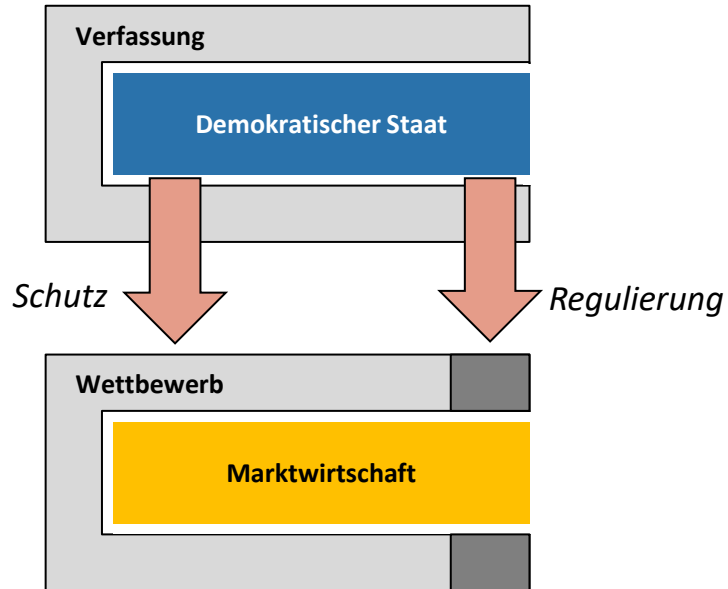 Verfassung
Demokratischer Staat
Schutz
Regulierung
Wettbewerb
Marktwirtschaft